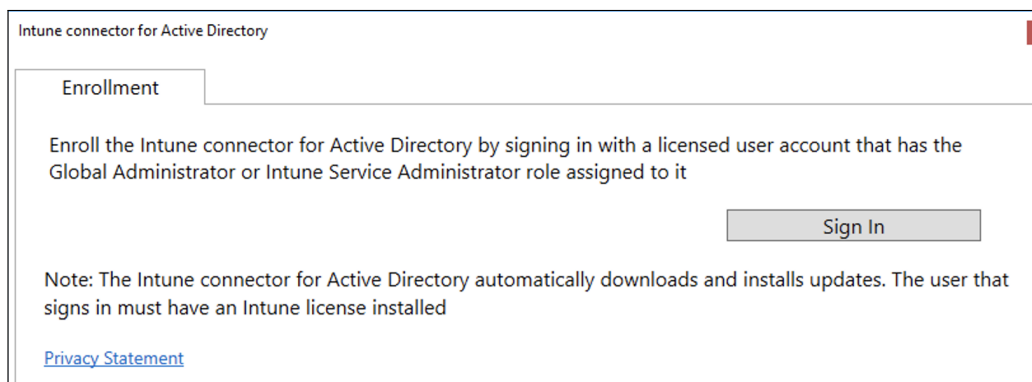 Intune connector for Active Directory
Enrollment
Enroll the Intune connector for Active Directory by signing in with a licensed user account that has the
Global Administrator or Intune Service Administrator role assigned to it
Sign In
Note: The Intune connector for Active Directory automatically downloads and installs updates. The user that
signs in must have an Intune license installed
Privacy Statement